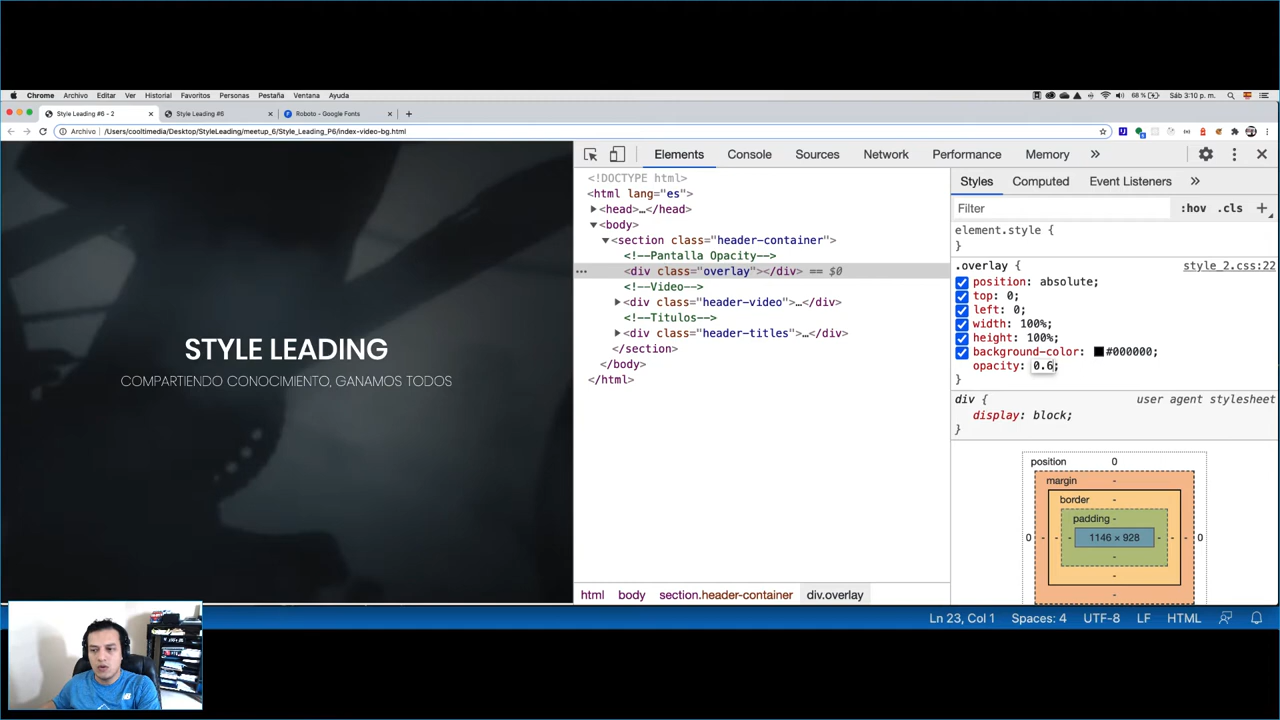 Chrome Archivo Editar Ver Historial Favoritos Personas Pestaña Ventana Ayuda
68 % Sáb 3:10 p. m.
Style Leading #6 - 2
Style Leading #6
Roboto - Google Fonts
Archivo /Users/cooltimedia/Desktop/StyleLeading/meetup_6/Style_Leading_P6/index-video-bg.html
STYLE LEADING
COMPARTIENDO CONOCIMIENTO, GANAMOS TODOS
Elements Console Sources Network Performance Memory »
<!DOCTYPE html>
<html lang="es">
<head>…</head>
<body>
<section class="header-container">
<!--Pantalla Opacity-->
<div class="overlay"></div> == $0
<!--Video-->
<div class="header-video">…</div>
<!--Titulos-->
<div class="header-titles">…</div>
</section>
</body>
</html>
html body section.header-container div.overlay
Styles Computed Event Listeners »
Filter :hov .cls +
element.style {
}
.overlay { style_2.css:22
position: absolute;
top: 0;
left: 0;
width: 100%;
height: 100%;
background-color: #000000;
opacity: 0.6;
}
div { user agent stylesheet
display: block;
}
position 0
margin -
border -
padding -
0 - - - 1146 × 928 - - - 0
-
-
-
Ln 23, Col 1 Spaces: 4 UTF-8 LF HTML